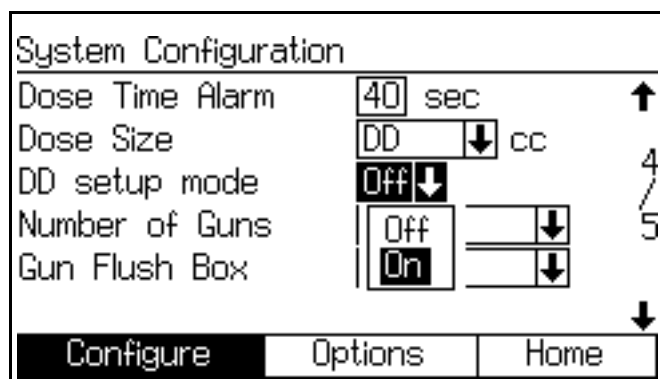 System Configuration
Dose Time Alarm 40 sec
Dose Size DD cc
DD setup mode Off
Number of Guns Off
Gun Flush Box On
4/5
Configure Options Home